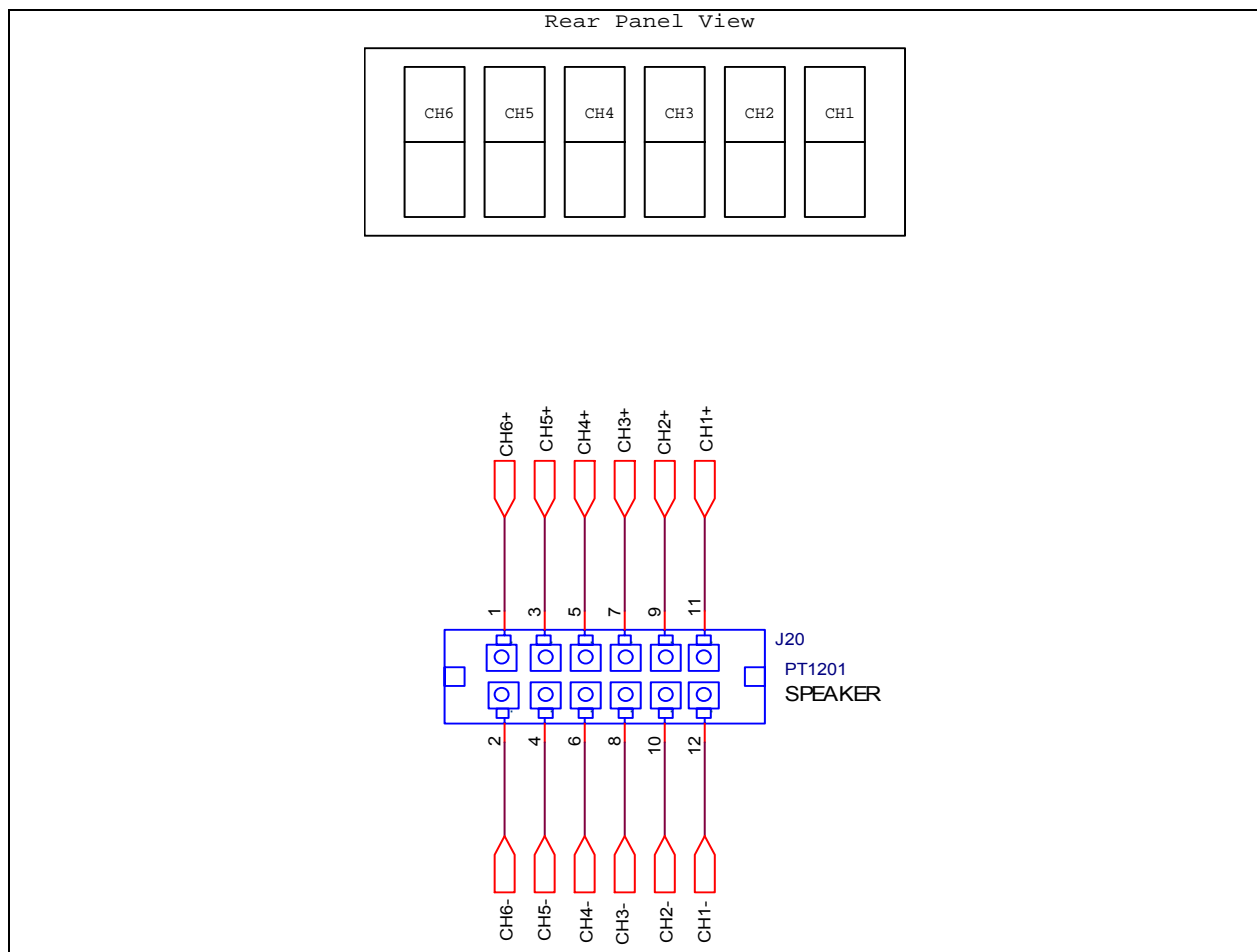 Rear Panel View
CH6 CH5 CH4 CH3 CH2 CH1
CH6+ CH5+ CH4+ CH3+ CH2+ CH1+
1 3 5 7 9 11
J20
PT1201
SPEAKER
2 4 6 8 10 12
CH6- CH5- CH4- CH3- CH2- CH1-